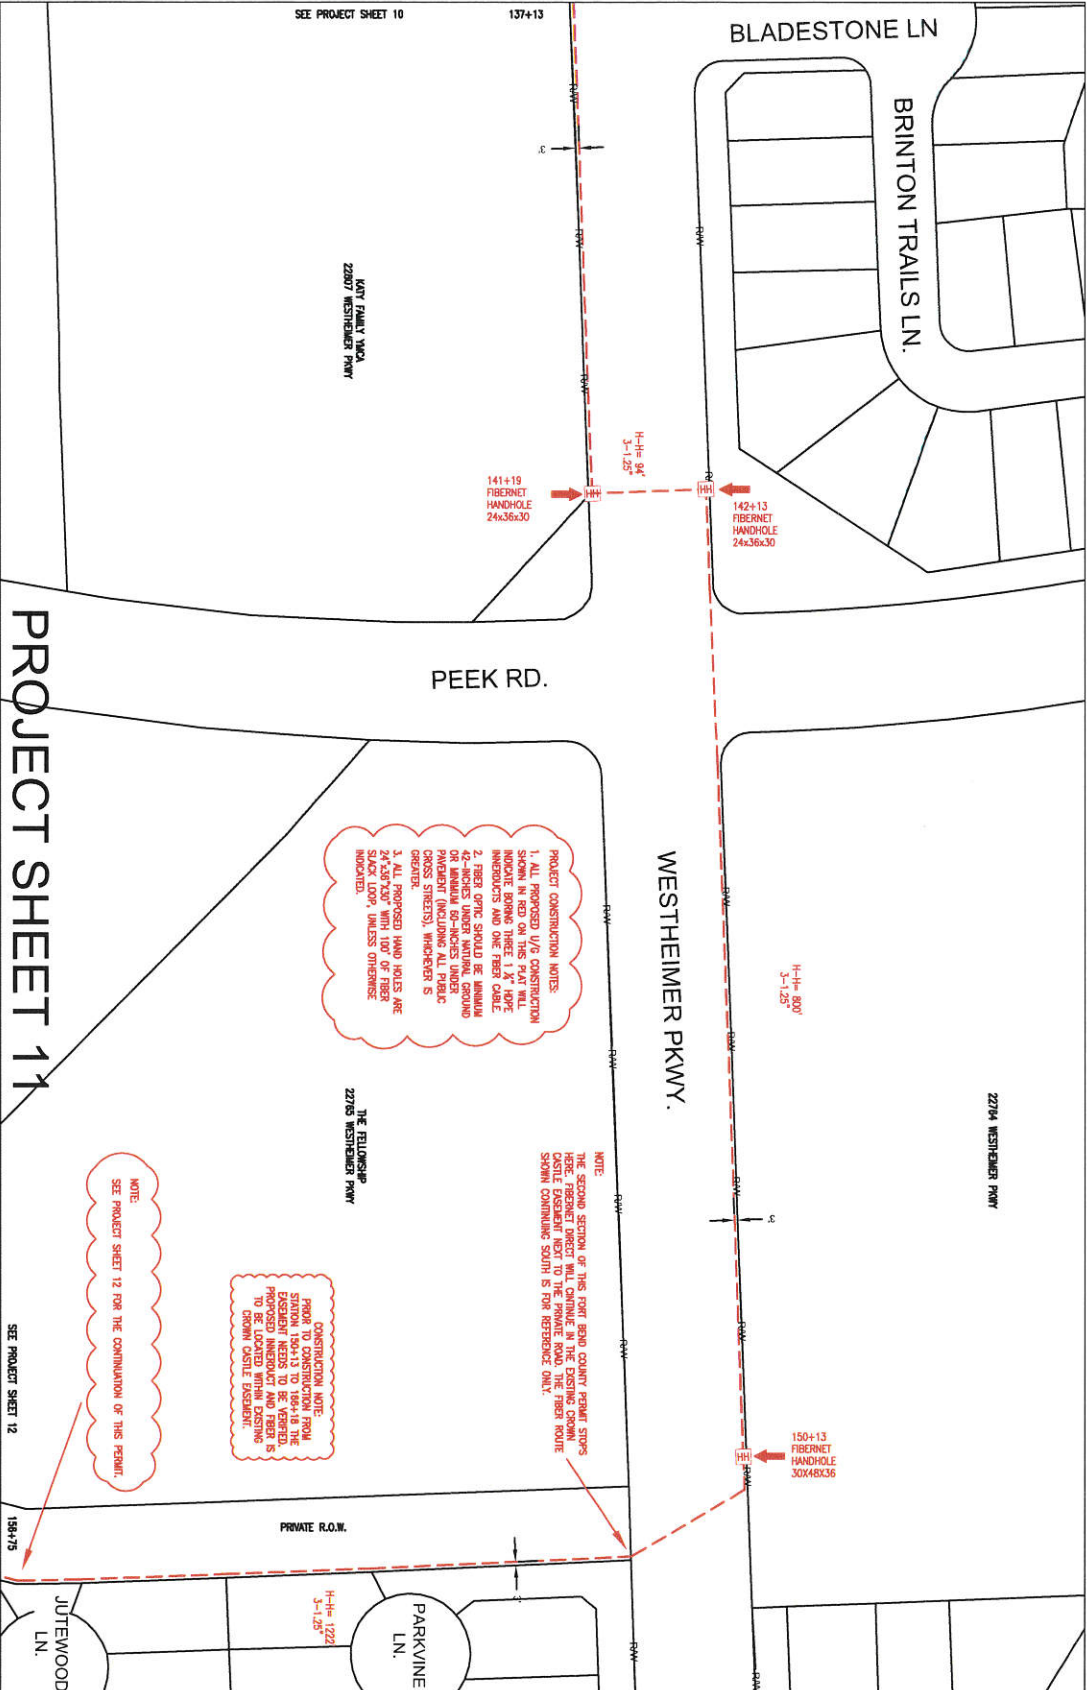 SEE PROJECT SHEET 10
137+13
BLADESTONE LN
BRINTON TRAILS LN.
R/W
R/W
R/W
R/W
R/
3'
KATY FAMILY YMCA
22807 WESTHEIMER PKWY
H-H= 94'
3-1.25"
141+19
FIBERNET
HANDHOLE
24x36x30
HH
HH
142+13
FIBERNET
HANDHOLE
24x36x30
PEEK RD.
PROJECT SHEET 11
WESTHEIMER PKWY.
PROJECT CONSTRUCTION NOTES:
1. ALL PROPOSED U/G CONSTRUCTION
SHOWN IN RED ON THIS PLAT WILL
INDICATE BORING THREE 1 ¼" HDPE
INNERDUCTS AND ONE FIBER CABLE.
2. FIBER OPTIC SHOULD BE MINIMUM
42-INCHES UNDER NATURAL GROUND
OR MINIMUM 60-INCHES UNDER
PAVEMENT (INCLUDING ALL PUBLIC
CROSS STREETS), WHICHEVER IS
GREATER.
3. ALL PROPOSED HAND HOLES ARE
24"x36"x30" WITH 100' OF FIBER
SLACK LOOP, UNLESS OTHERWISE
INDICATED.
H-H= 800'
3-1.25"
R/W
R/W
R/W
R/W
R/W
R/W
R/W
R/W
R/W
3'
THE FELLOWSHIP
22765 WESTHEIMER PKWY
22764 WESTHEIMER PKWY
NOTE:
THE SECOND SECTION OF THIS FORT BEND COUNTY PERMIT STOPS
HERE. FIBERNET DIRECT WILL CINTINUE IN THE EXISTING CROWN
CASTLE EASEMENT NEXT TO THE PRIVATE ROAD. THE FIBER ROUTE
SHOWN CONTINUING SOUTH IS FOR REFERENCE ONLY.
NOTE:
SEE PROJECT SHEET 12 FOR THE CONTINUATION OF THIS PERMIT.
CONSTRUCTION NOTE:
PRIOR TO CONSTRUCTION FROM
STATION 150+13 TO 166+18 THE
EASEMENT NEEDS TO BE VERIFIED.
PROPOSED INNERDUCT AND FIBER IS
TO BE LOCATED WITHIN EXISTING
CROWN CASTLE EASEMENT.
HH
150+13
FIBERNET
HANDHOLE
30X48X36
SEE PROJECT SHEET 12
158+75
PRIVATE R.O.W.
3'
H-H= 1222
3-1.25"
JUTEWOOD
LN.
PARKVINE
LN.
R/W
R/W